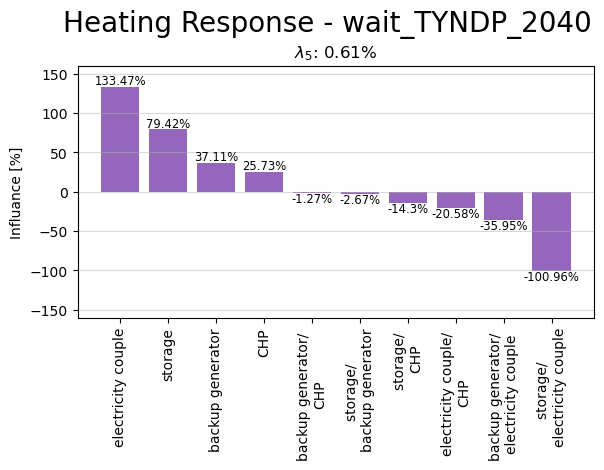 Heating Response - wait_TYNDP_2040
λ₅: 0.61%
Influance [%]
150
100
50
0
−50
−100
−150
133.47%
79.42%
37.11%
25.73%
-1.27%
-2.67%
-14.3%
-20.58%
-35.95%
-100.96%
electricity couple
storage
backup generator
CHP
backup generator/
CHP
storage/
backup generator
storage/
CHP
electricity couple/
CHP
backup generator/
electricity couple
storage/
electricity couple